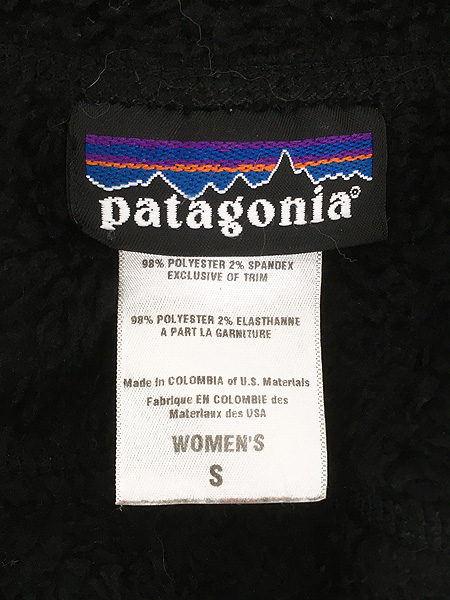 patagonia®
98% POLYESTER 2% SPANDEX
EXCLUSIVE OF TRIM
98% POLYESTER 2% ELASTHANNE
A PART LA GARNITURE
Made in COLOMBIA of U.S. Materials
Fabrique EN COLOMBIE des
Materiaux des USA
WOMEN'S
S